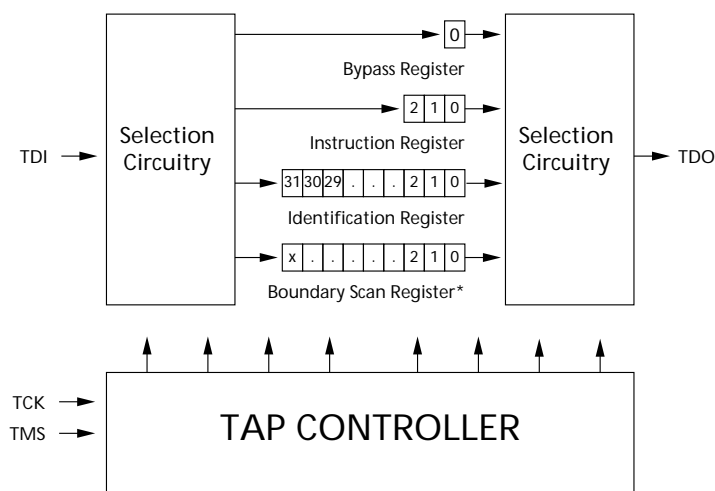 0
Bypass Register
2 1 0
Instruction Register
Selection
Circuitry
Selection
Circuitry
TDI
TDO
31 30 29 . . . 2 1 0
Identification Register
x . . . . . 2 1 0
Boundary Scan Register*
TCK
TMS
TAP CONTROLLER